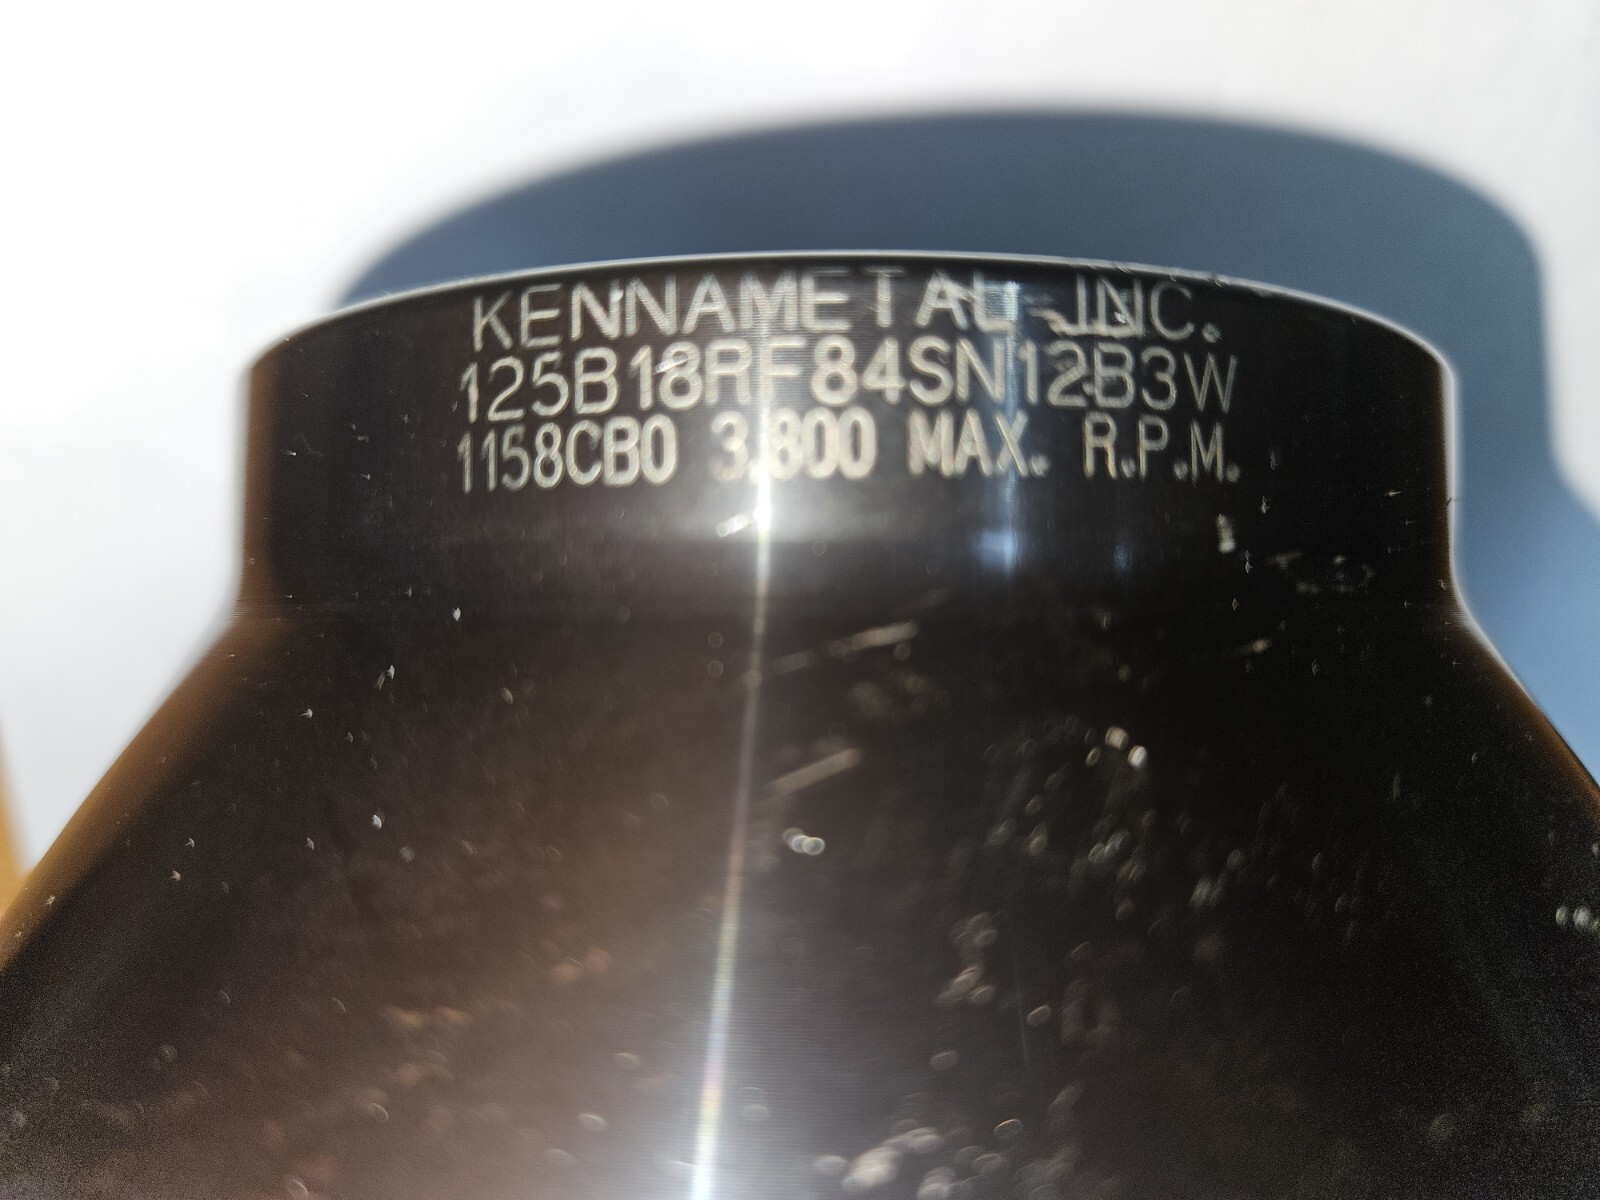 KENNAMETAL INC.
125B18RF84SN12B3W
1158CB0 3.800 MAX. R.P.M.